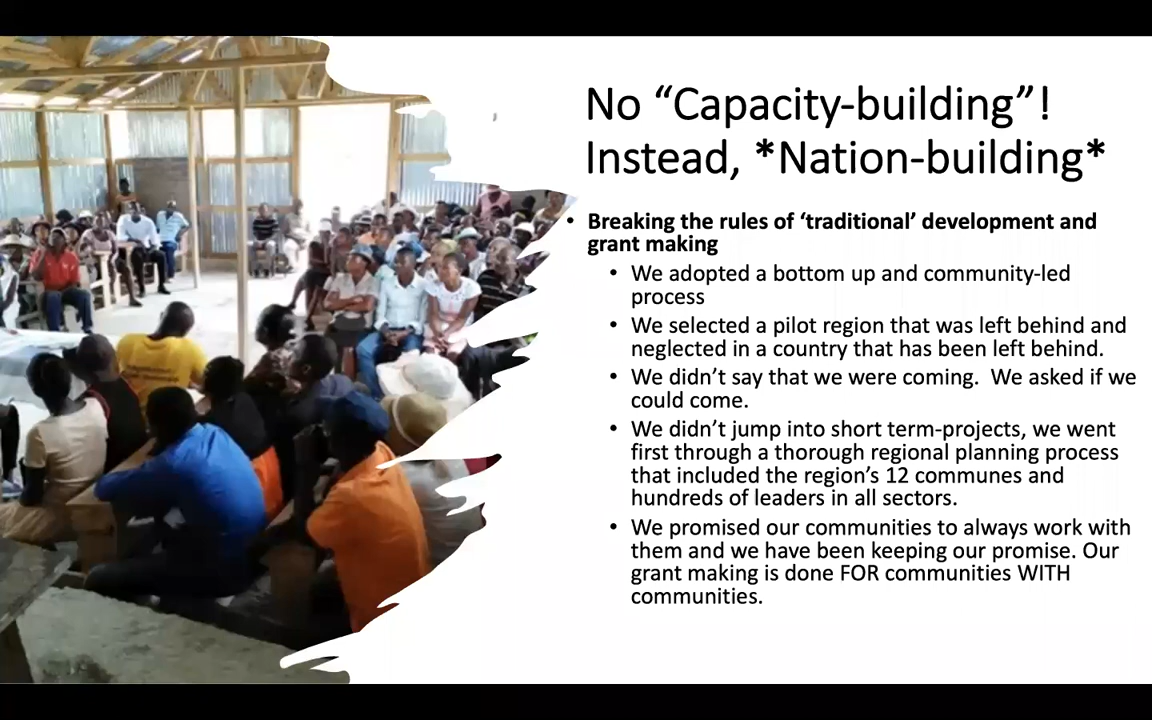 No “Capacity-building”!
Instead, *Nation-building*
• Breaking the rules of ‘traditional’ development and
grant making
• We adopted a bottom up and community-led
process
• We selected a pilot region that was left behind and
neglected in a country that has been left behind.
• We didn’t say that we were coming.  We asked if we
could come.
• We didn’t jump into short term-projects, we went
first through a thorough regional planning process
that included the region’s 12 communes and
hundreds of leaders in all sectors.
• We promised our communities to always work with
them and we have been keeping our promise. Our
grant making is done FOR communities WITH
communities.